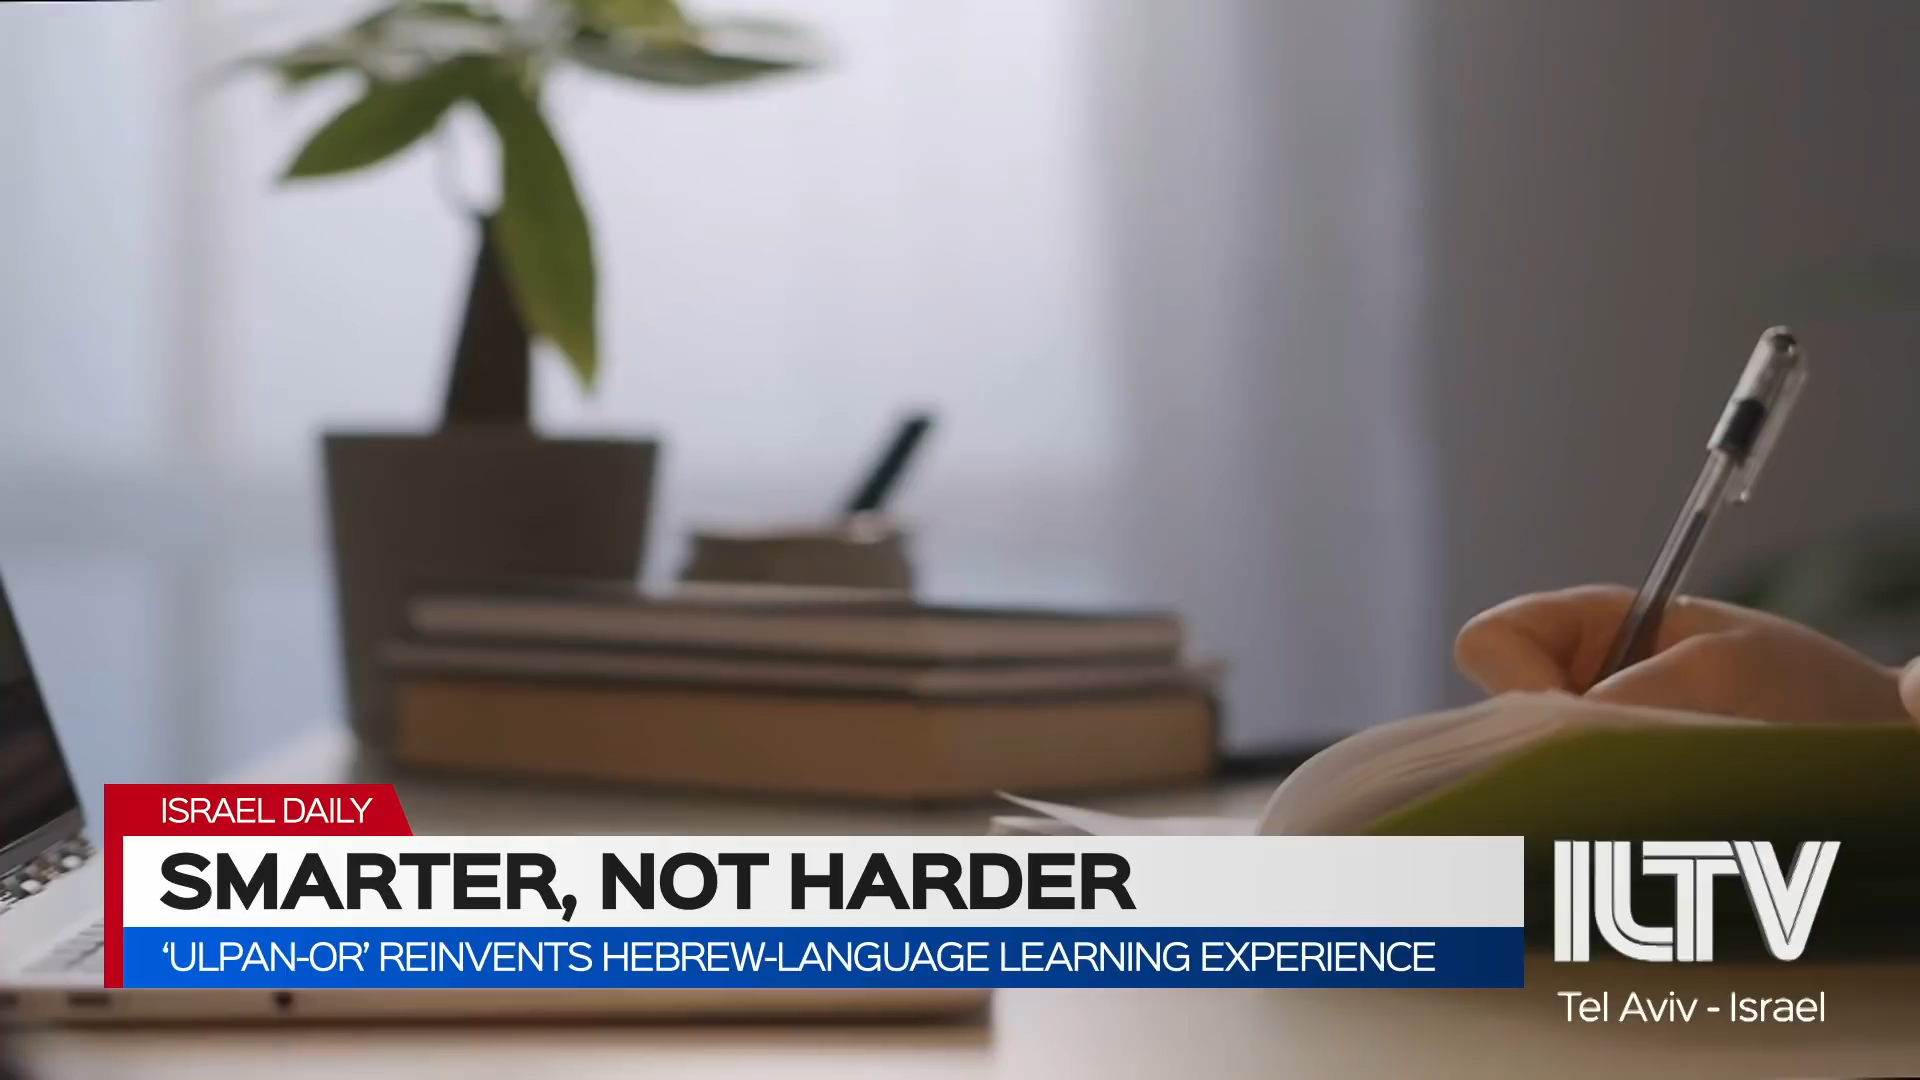 ISRAEL DAILY
SMARTER, NOT HARDER
‘ULPAN-OR’ REINVENTS HEBREW-LANGUAGE LEARNING EXPERIENCE
ILTV
Tel Aviv - Israel